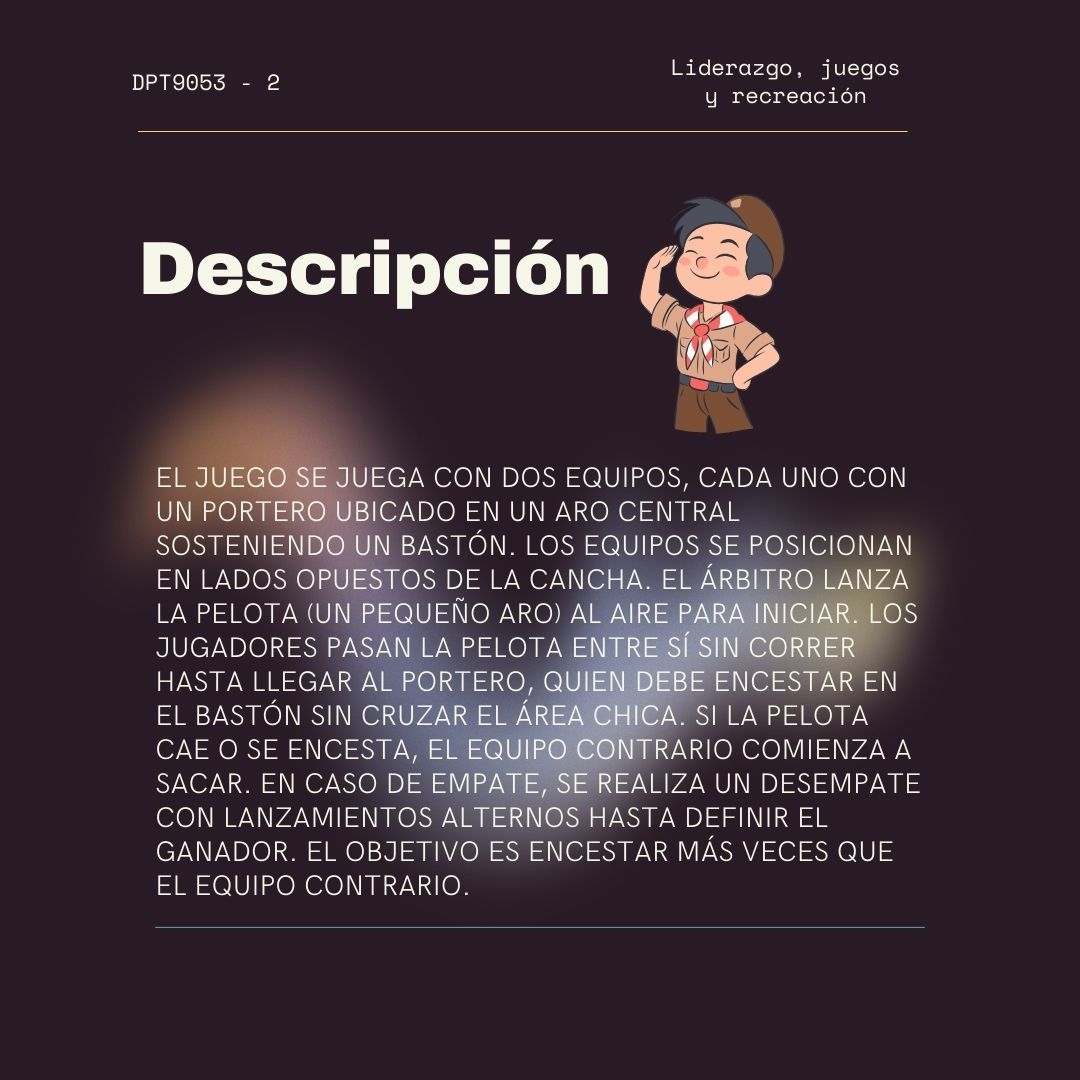 DPT9053 - 2
Liderazgo, juegos
y recreación
Descripción
EL JUEGO SE JUEGA CON DOS EQUIPOS, CADA UNO CON
UN PORTERO UBICADO EN UN ARO CENTRAL
SOSTENIENDO UN BASTÓN. LOS EQUIPOS SE POSICIONAN
EN LADOS OPUESTOS DE LA CANCHA. EL ÁRBITRO LANZA
LA PELOTA (UN PEQUEÑO ARO) AL AIRE PARA INICIAR. LOS
JUGADORES PASAN LA PELOTA ENTRE SÍ SIN CORRER
HASTA LLEGAR AL PORTERO, QUIEN DEBE ENCESTAR EN
EL BASTÓN SIN CRUZAR EL ÁREA CHICA. SI LA PELOTA
CAE O SE ENCESTA, EL EQUIPO CONTRARIO COMIENZA A
SACAR. EN CASO DE EMPATE, SE REALIZA UN DESEMPATE
CON LANZAMIENTOS ALTERNOS HASTA DEFINIR EL
GANADOR. EL OBJETIVO ES ENCESTAR MÁS VECES QUE
EL EQUIPO CONTRARIO.